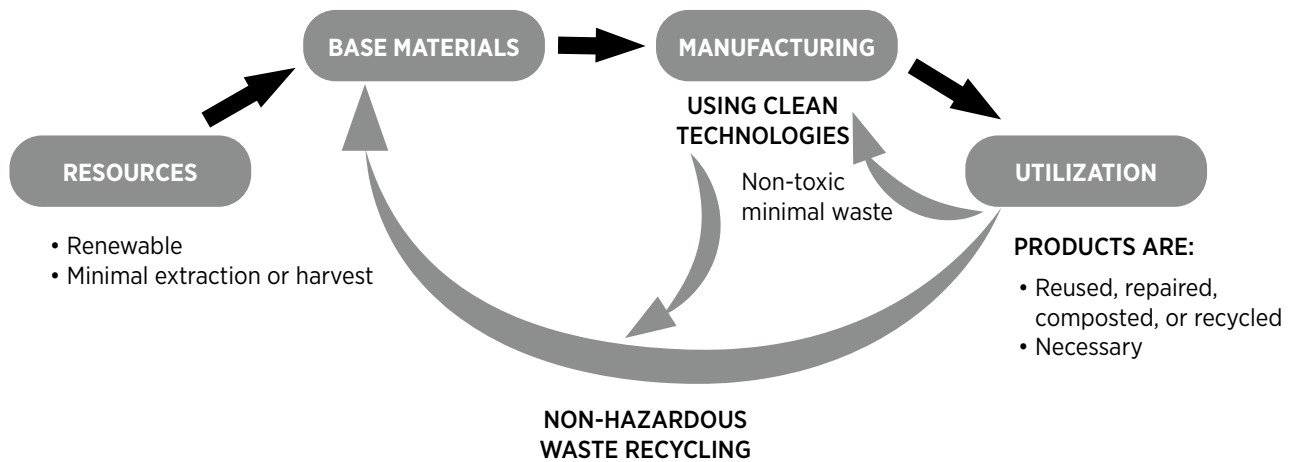 BASE MATERIALS
MANUFACTURING
USING CLEAN
TECHNOLOGIES
RESOURCES
UTILIZATION
Non-toxic
minimal waste
• Renewable
• Minimal extraction or harvest
PRODUCTS ARE:
• Reused, repaired,
composted, or recycled
• Necessary
NON-HAZARDOUS
WASTE RECYCLING